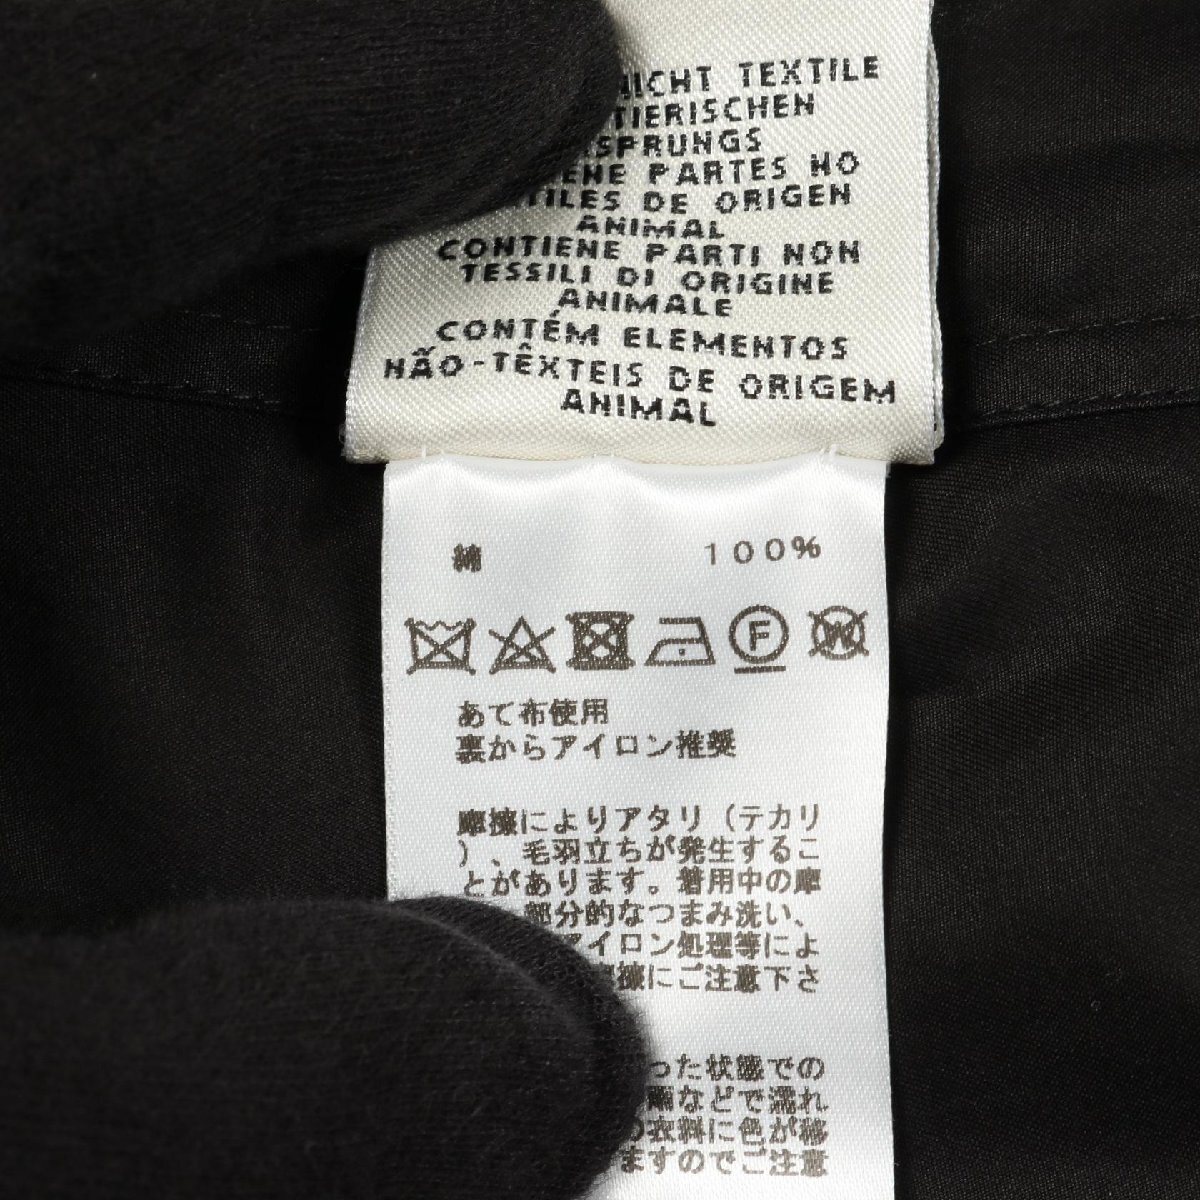 NICHT TEXTILE
TIERISCHEN
PARTES NO
DE ORIGEN
ANIMAL
CONTIENE PARTI NON
TESSILI DI ORIGINE
ANIMALE
CONTÉM ELEMENTOS
NÃO-TÊXTEIS DE ORIGEM
ANIMAL
綿 100%
F W
あて布使用
裏からアイロン推奨
摩擦によりアタリ（テカリ
）、毛羽立ちが発生するこ
とがあります。着用中の摩
部分的なつまみ洗い、
アイロン処理等によ
擦にご注意下さ
った状態での
雨などで濡れ
衣料に色が移
ますのでご注意